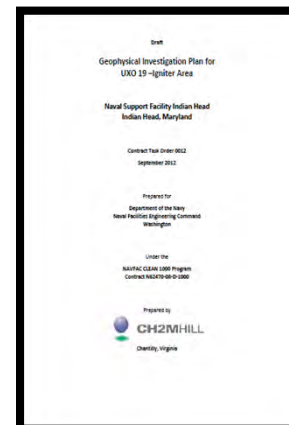 Draft
Geophysical Investigation Plan for
UXO 19 –Igniter Area
Naval Support Facility Indian Head
Indian Head, Maryland
Contract Task Order 0012
September 2012
Prepared for
Department of the Navy
Naval Facilities Engineering Command
Washington
Under the
NAVFAC CLEAN 1000 Program
Contract N62470-08-D-1000
Prepared by
CH2MHILL
Chantilly, Virginia